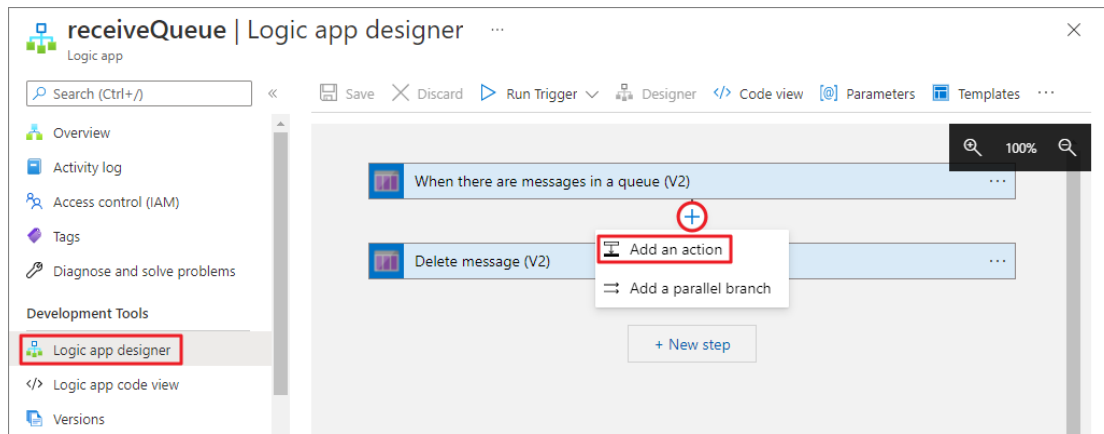 receiveQueue | Logic app designer ...
Logic app
Search (Ctrl+/)
«
Save
Discard
Run Trigger
Designer
</> Code view
[@] Parameters
Templates
...
Overview
Activity log
Access control (IAM)
Tags
Diagnose and solve problems
Development Tools
Logic app designer
</> Logic app code view
Versions
100%
When there are messages in a queue (V2)
...
+
Add an action
Add a parallel branch
Delete message (V2)
...
+ New step